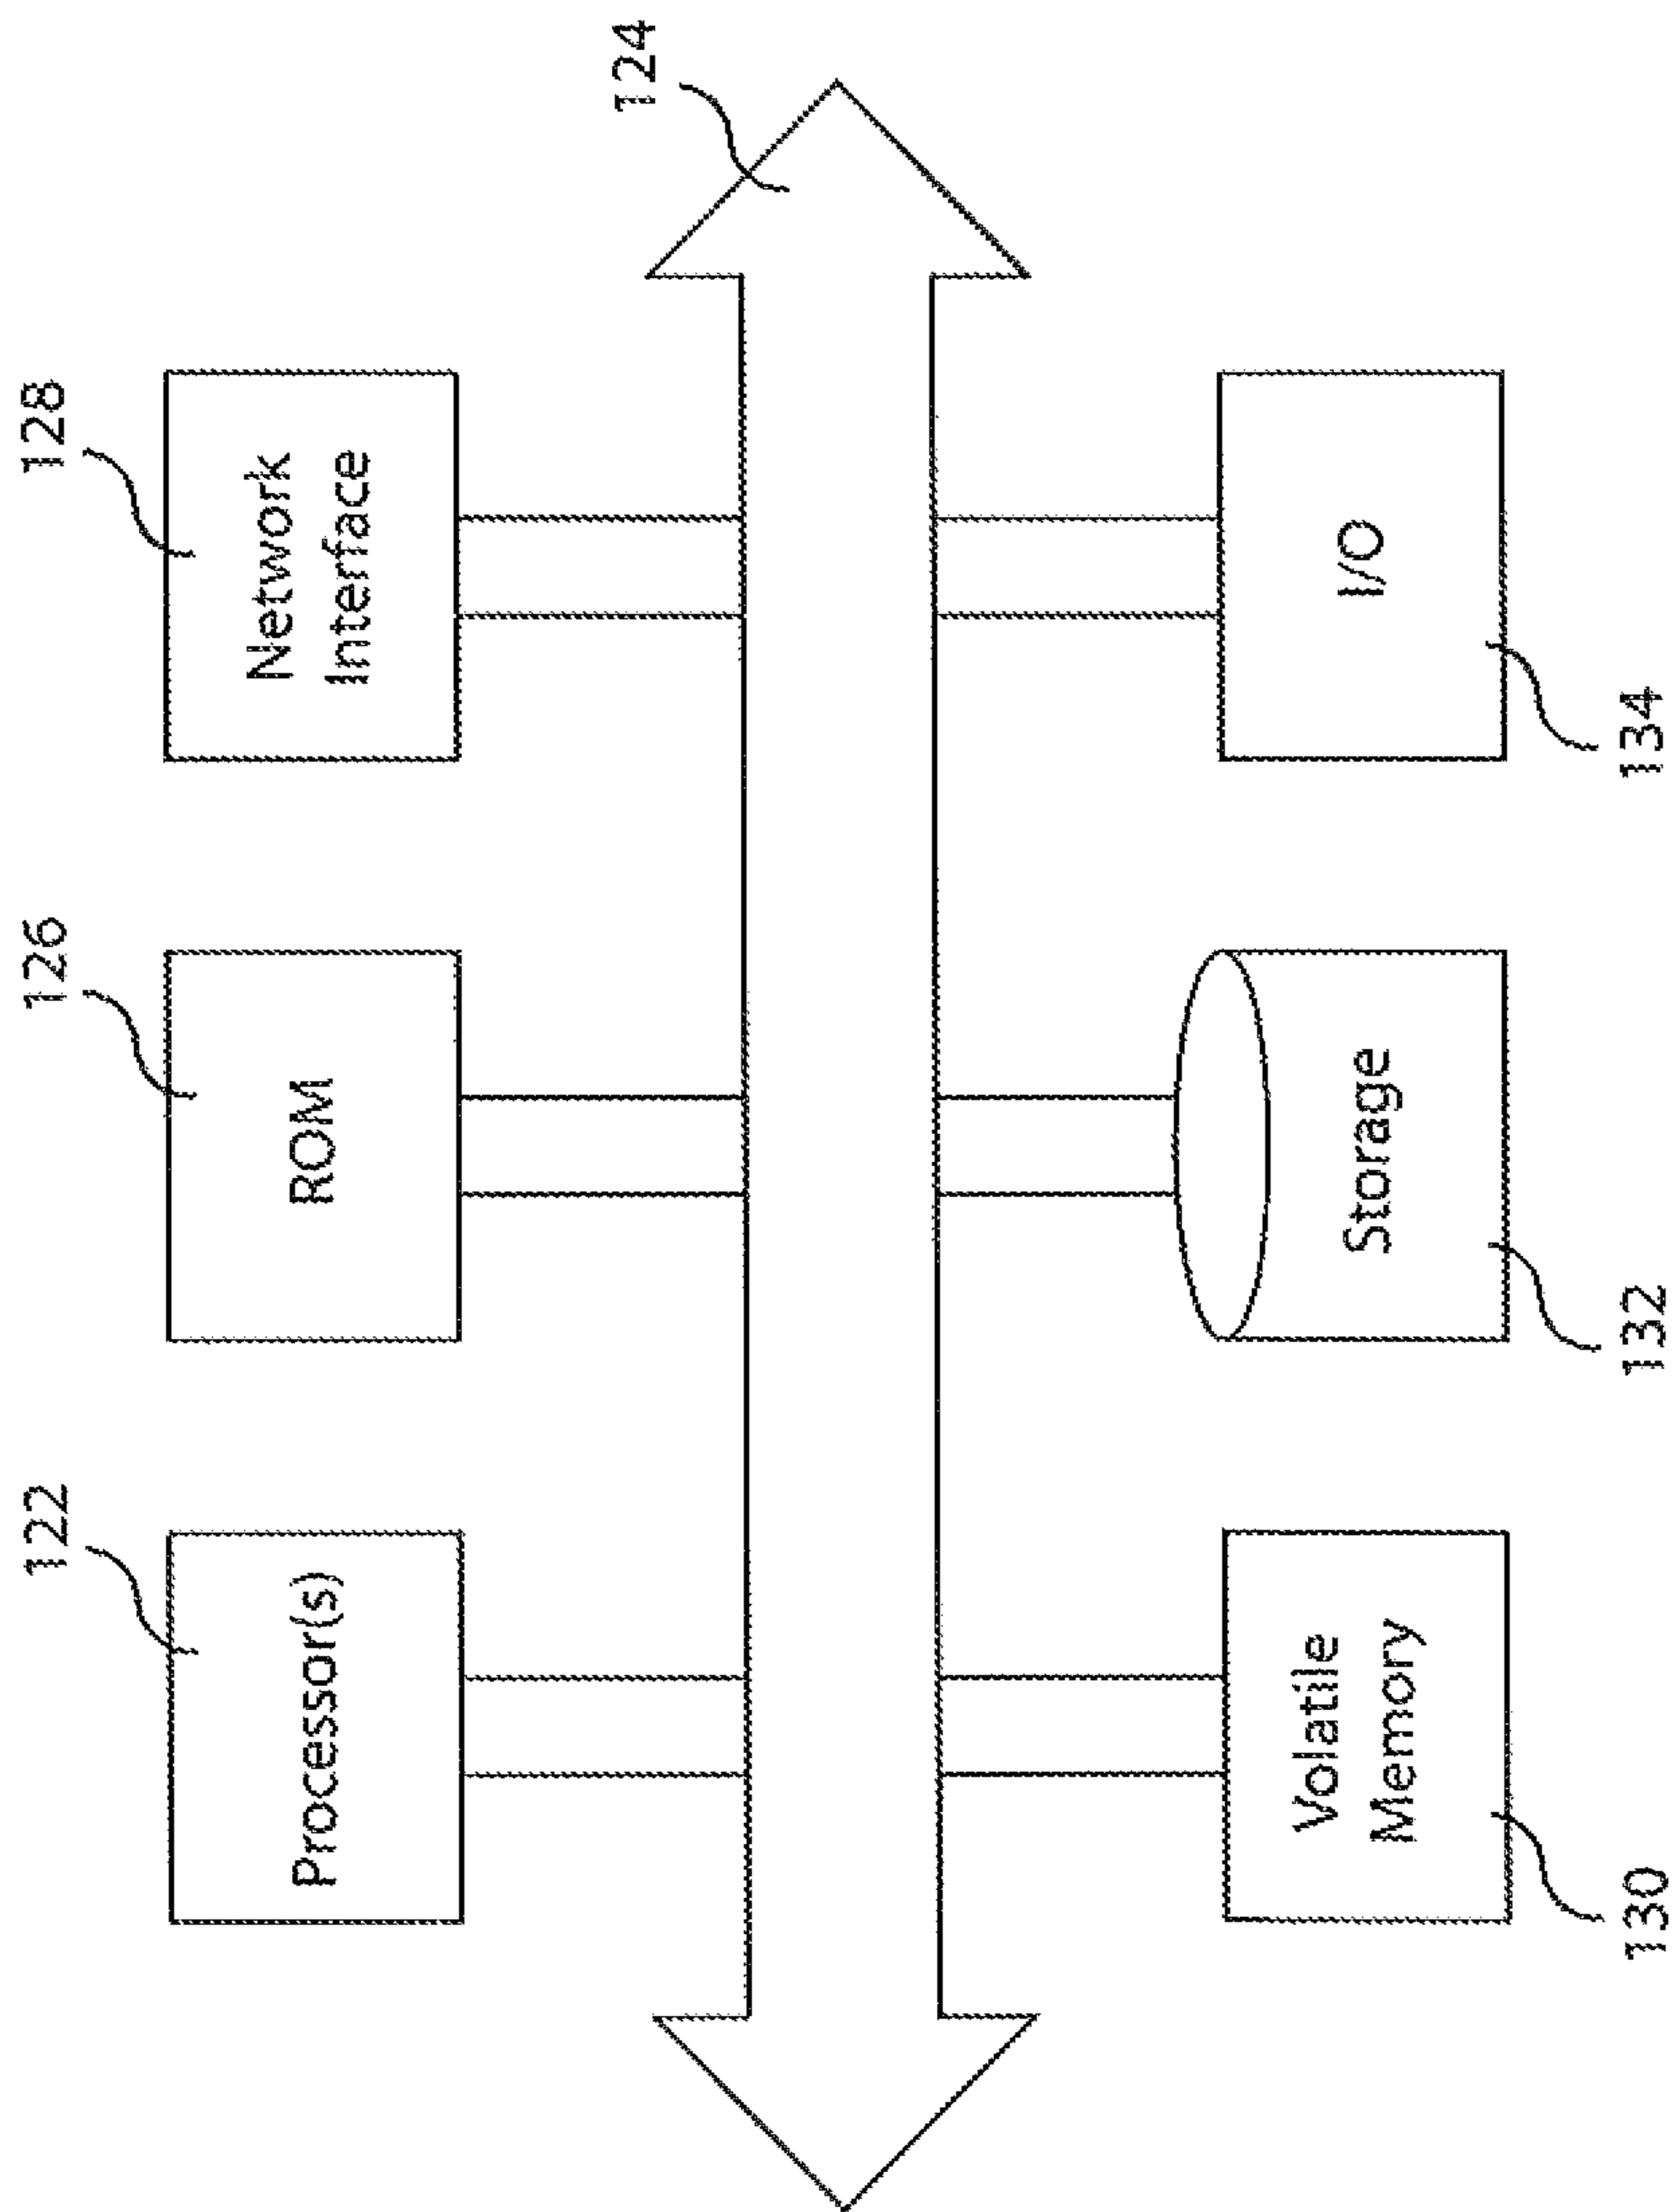 122
126
128
124
Processor(s)
ROM
Network
Interface
Volatile
Memory
Storage
I/O
130
132
134